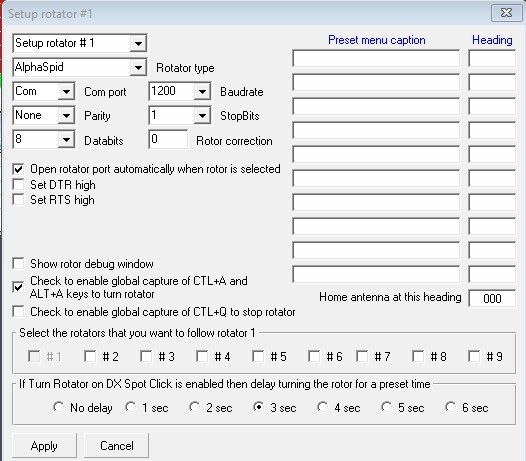 Setup rotator #1
Setup rotator # 1
Preset menu caption Heading
AlphaSpid Rotator type
Com Com port 1200 Baudrate
None Parity 1 StopBits
8 Databits 0 Rotor correction
Open rotator port automatically when rotor is selected
Set DTR high
Set RTS high
Show rotor debug window
Check to enable global capture of CTL+A and
ALT+A keys to turn rotator
Home antenna at this heading 000
Check to enable global capture of CTL+Q to stop rotator
Select the rotators that you want to follow rotator 1
# 1 # 2 # 3 # 4 # 5 # 6 # 7 # 8 # 9
If Turn Rotator on DX Spot Click is enabled then delay turning the rotor for a preset time
No delay 1 sec 2 sec 3 sec 4 sec 5 sec 6 sec
Apply Cancel